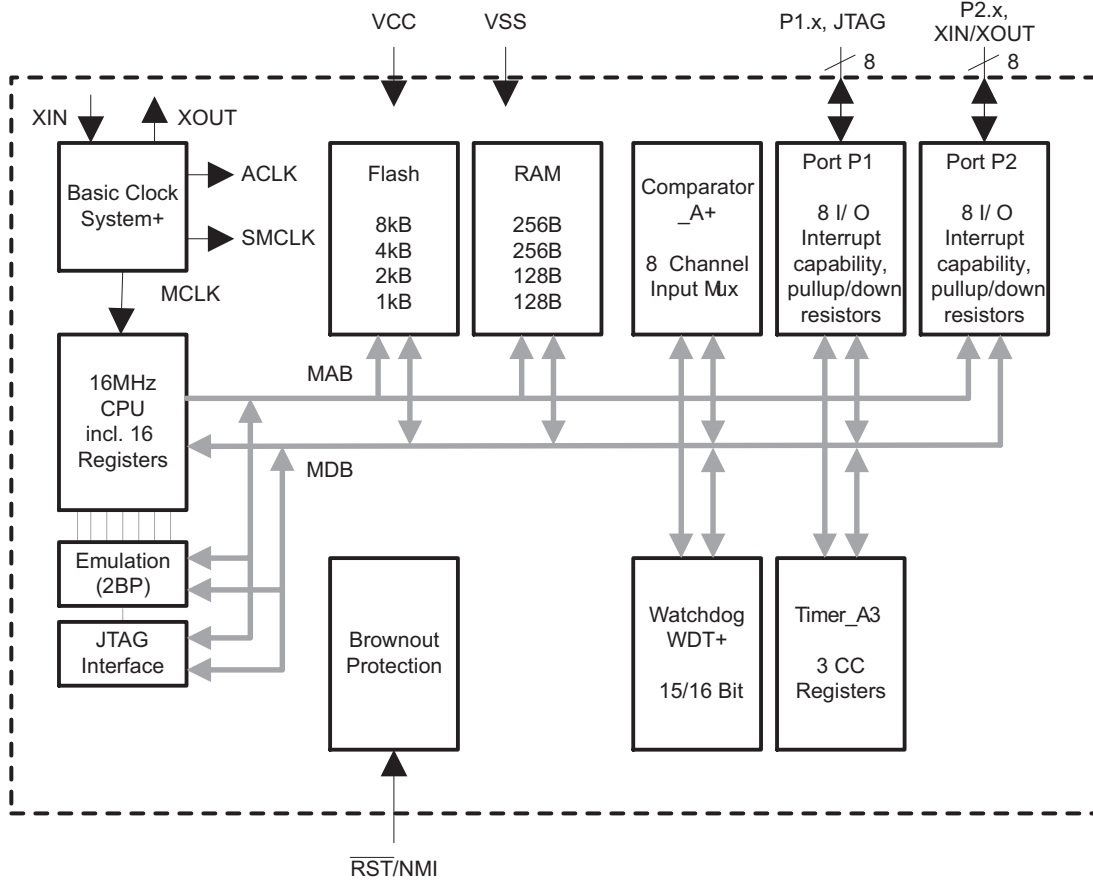 VCC
VSS
P1.x, JTAG
8
P2.x,
XIN/XOUT
8
XIN
XOUT
Basic Clock
System+
ACLK
SMCLK
MCLK
Flash
8kB
4kB
2kB
1kB
RAM
256B
256B
128B
128B
Comparator
_A+
8 Channel
Input Mux
Port P1
8 I/ O
Interrupt
capability,
pullup/down
resistors
Port P2
8 I/ O
Interrupt
capability,
pullup/down
resistors
16MHz
CPU
incl. 16
Registers
MAB
MDB
Emulation
(2BP)
JTAG
Interface
Brownout
Protection
Watchdog
WDT+
15/16 Bit
Timer_A3
3 CC
Registers
RST/NMI